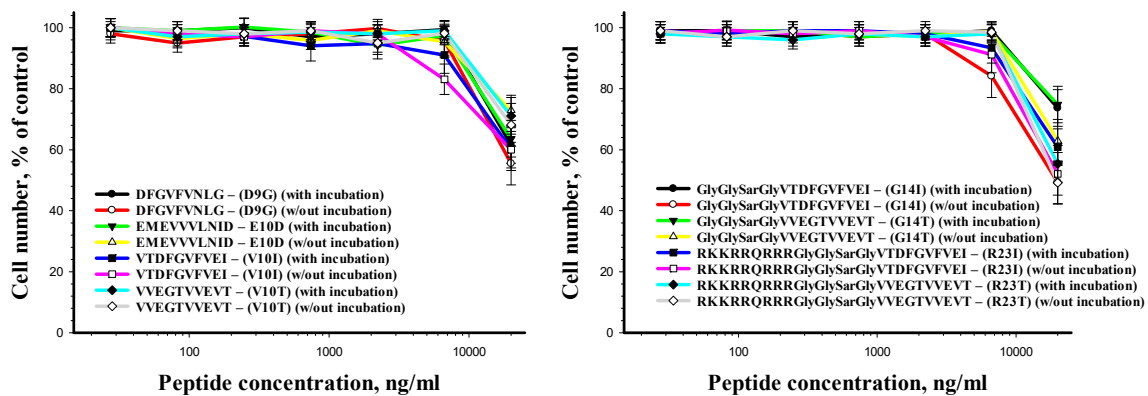 Cell number, % of control
100
80
60
40
20
0
DFGVFVNLG – (D9G) (with incubation)
DFGVFVNLG – (D9G) (w/out incubation)
EMEVVVLNID – E10D (with incubation)
EMEVVVLNID – E10D (w/out incubation)
VTDFGVFVEI – (V10I) (with incubation)
VTDFGVFVEI – (V10I) (w/out incubation)
VVEGTVVEVT – (V10T) (with incubation)
VVEGTVVEVT – (V10T) (w/out incubation)
100 1000 10000
Peptide concentration, ng/ml
Cell number, % of control
100
80
60
40
20
0
GlyGlySarGlyVTDFGVFVEI – (G14I) (with incubation)
GlyGlySarGlyVTDFGVFVEI – (G14I) (w/out incubation)
GlyGlySarGlyVVEGTVVEVT – (G14T) (with incubation)
GlyGlySarGlyVVEGTVVEVT – (G14T) (w/out incubation)
RKKRRQRRRGlyGlySarGlyVTDFGVFVEI – (R23I) (with incubation)
RKKRRQRRRGlyGlySarGlyVTDFGVFVEI – (R23I) (w/out incubation)
RKKRRQRRRGlyGlySarGlyVVEGTVVEVT – (R23T) (with incubation)
RKKRRQRRRGlyGlySarGlyVVEGTVVEVT – (R23T) (w/out incubation)
100 1000 10000
Peptide concentration, ng/ml